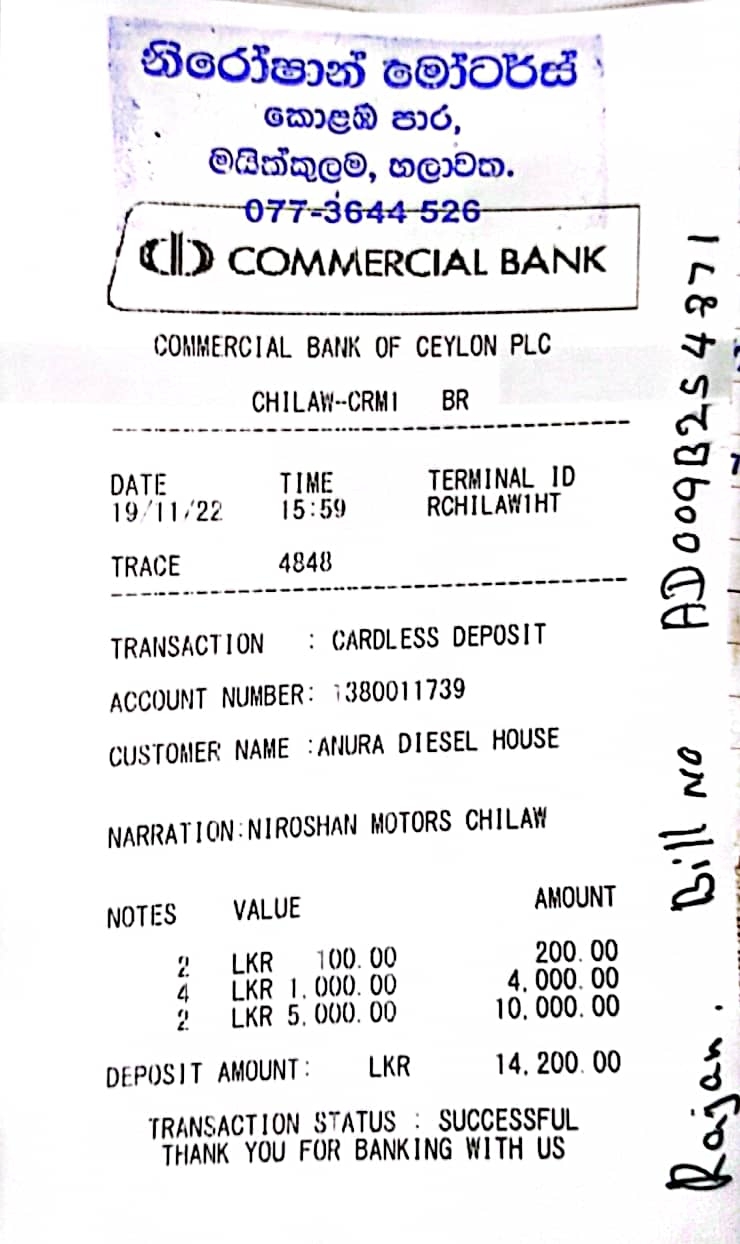 නිරෝෂාන් මෝටර්ස්
කොළඹ පාර,
මයික්කුලම, හලාවත.
077-3644 526
COMMERCIAL BANK
COMMERCIAL BANK OF CEYLON PLC
CHILAW--CRM1 BR
DATE TIME TERMINAL ID
19/11/22 15:59 RCHILAW1HT
TRACE 4848
TRANSACTION : CARDLESS DEPOSIT
ACCOUNT NUMBER: 1380011739
CUSTOMER NAME :ANURA DIESEL HOUSE
NARRATION:NIROSHAN MOTORS CHILAW
NOTES VALUE AMOUNT
2 LKR 100.00 200.00
4 LKR 1,000.00 4,000.00
2 LKR 5,000.00 10,000.00
DEPOSIT AMOUNT: LKR 14,200.00
TRANSACTION STATUS : SUCCESSFUL
THANK YOU FOR BANKING WITH US
Rajan. Bill No AD009B254871